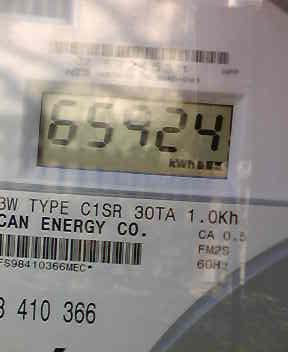 65924
kWh
3W TYPE C1SR 30TA 1.0Kh
CAN ENERGY CO.
CA 0.5
FS98410366MEC*
FM2S
60Hz
8 410 366